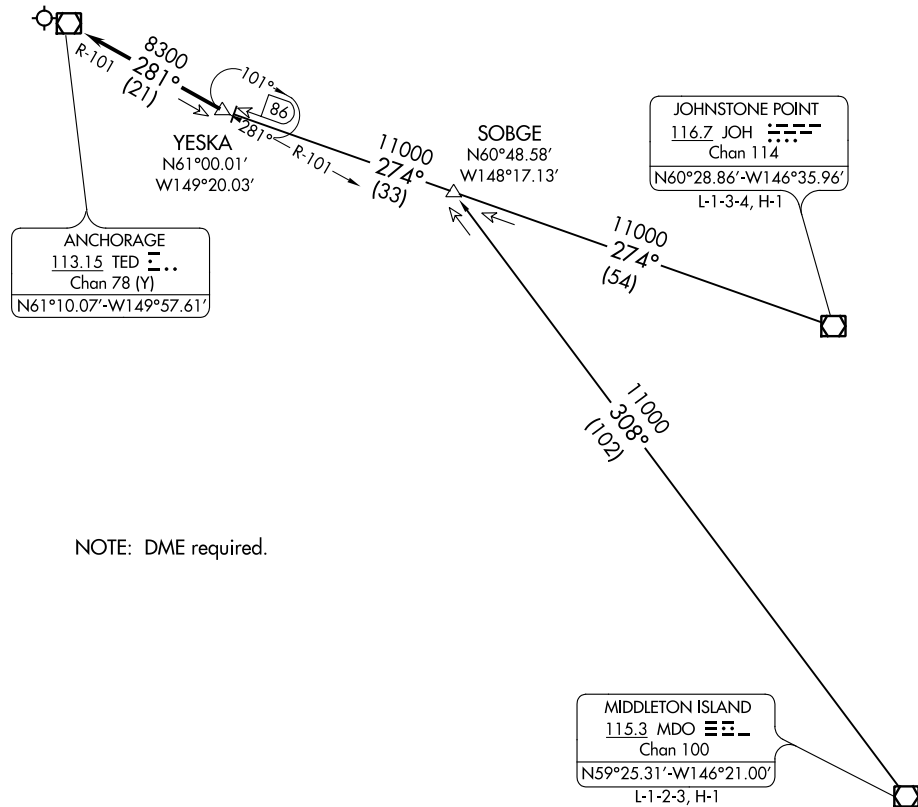 8300
281°
(21)
R-101
101°
86
281°
R-101
YESKA
N61°00.01'
W149°20.03'
11000
274°
(33)
SOBGE
N60°48.58'
W148°17.13'
JOHNSTONE POINT
116.7 JOH
Chan 114
N60°28.86'-W146°35.96'
L-1-3-4, H-1
11000
274°
(54)
ANCHORAGE
113.15 TED
Chan 78 (Y)
N61°10.07'-W149°57.61'
11000
308°
(102)
NOTE: DME required.
MIDDLETON ISLAND
115.3 MDO
Chan 100
N59°25.31'-W146°21.00'
L-1-2-3, H-1